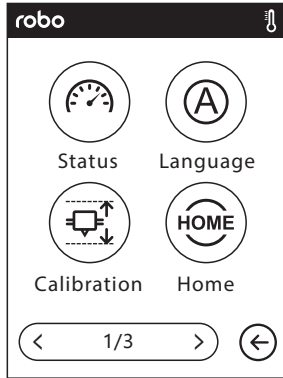 robo
A
Status Language
HOME
Calibration Home
< 1/3 >